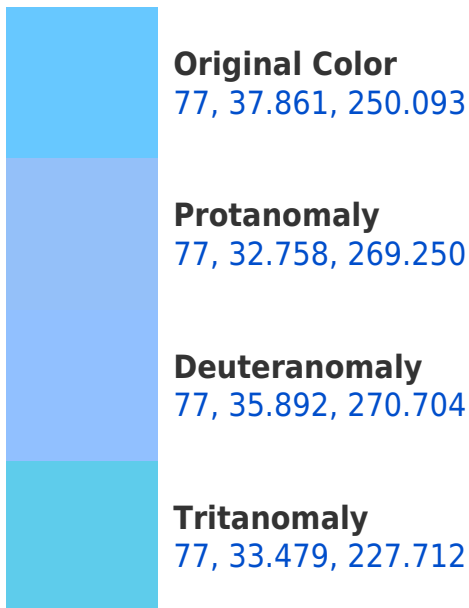 Original Color
77, 37.861, 250.093
Protanomaly
77, 32.758, 269.250
Deuteranomaly
77, 35.892, 270.704
Tritanomaly
77, 33.479, 227.712